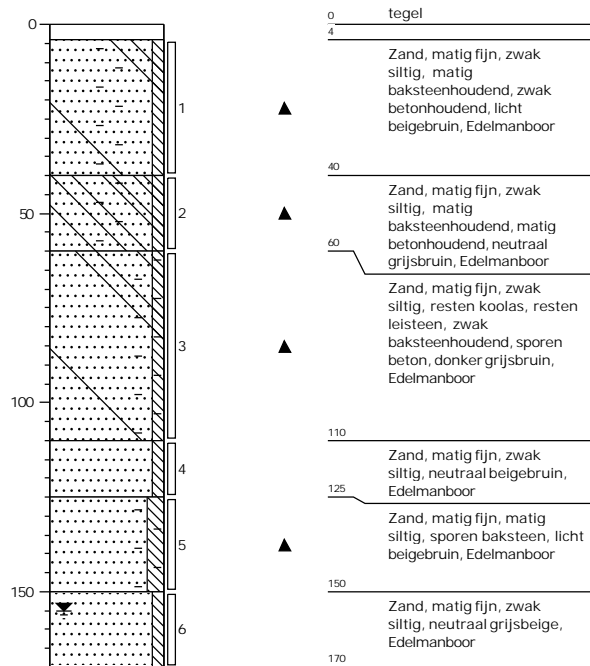 0
50
100
150
1
2
3
4
5
6
0
tegel
4
Zand, matig fijn, zwak
siltig, matig
baksteenhoudend, zwak
betonhoudend, licht
beigebruin, Edelmanboor
40
Zand, matig fijn, zwak
siltig, matig
baksteenhoudend, matig
betonhoudend, neutraal
grijsbruin, Edelmanboor
60
Zand, matig fijn, zwak
siltig, resten koolas, resten
leisteen, zwak
baksteenhoudend, sporen
beton, donker grijsbruin,
Edelmanboor
110
Zand, matig fijn, zwak
siltig, neutraal beigebruin,
Edelmanboor
125
Zand, matig fijn, matig
siltig, sporen baksteen, licht
beigebruin, Edelmanboor
150
Zand, matig fijn, zwak
siltig, neutraal grijsbeige,
Edelmanboor
170